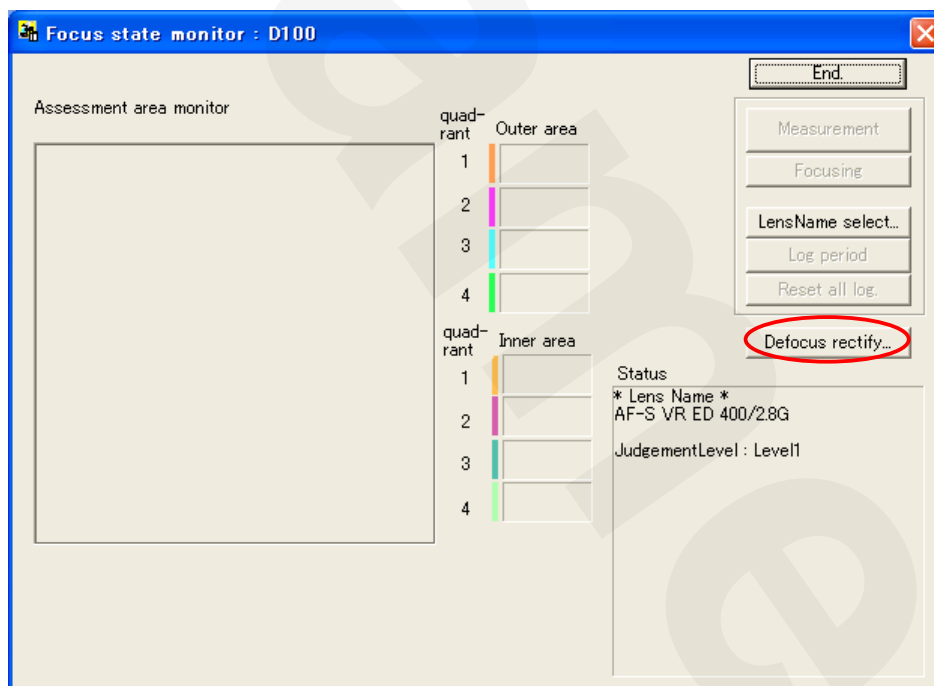 Focus state monitor : D100
End.
Assessment area monitor
quad-
rant
Outer area
1
2
3
4
quad-
rant
Inner area
1
2
3
4
Measurement
Focusing
LensName select...
Log period
Reset all log.
Defocus rectify...
Status
* Lens Name *
AF-S VR ED 400/2.8G
JudgementLevel : Level1